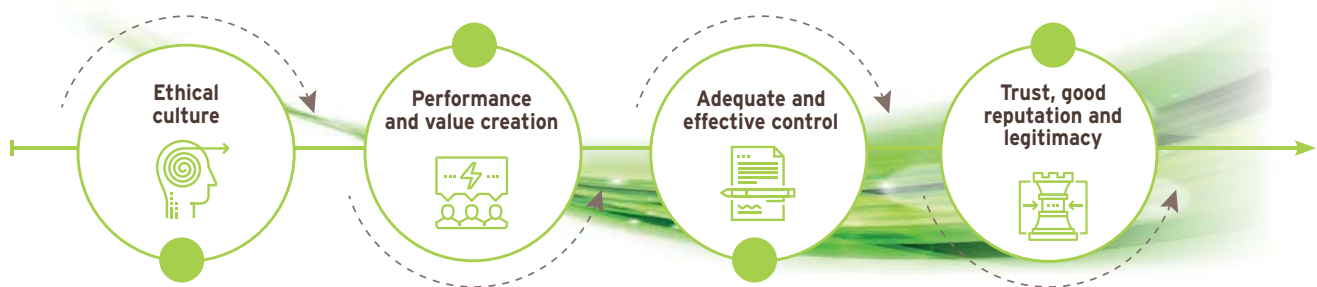 Ethical
culture
Performance
and value creation
Adequate and
effective control
Trust, good
reputation and
legitimacy